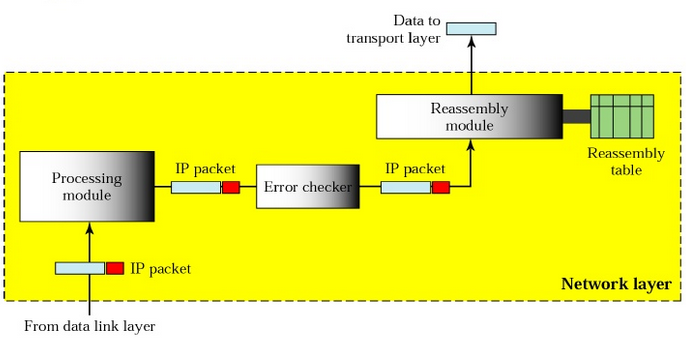 Data to
transport layer
Reassembly
module
Reassembly
table
IP packet
IP packet
Processing
module
Error checker
IP packet
Network layer
From data link layer